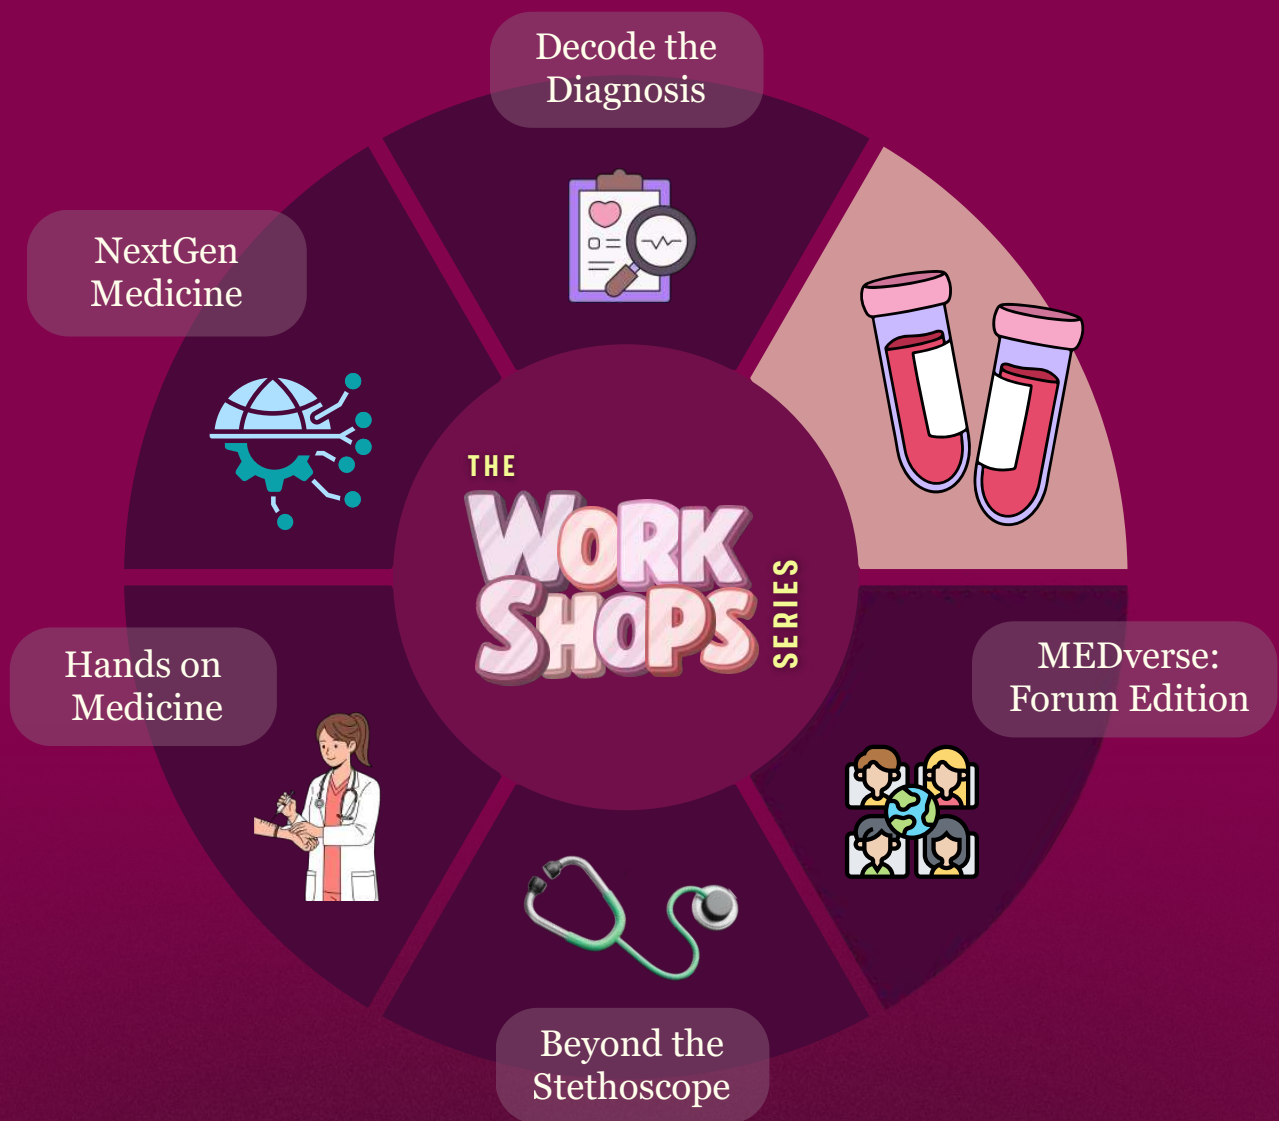 Decode the
Diagnosis
NextGen
Medicine
THE
WORK
SHOPS
SERIES
Hands on
Medicine
MEDverse:
Forum Edition
Beyond the
Stethoscope